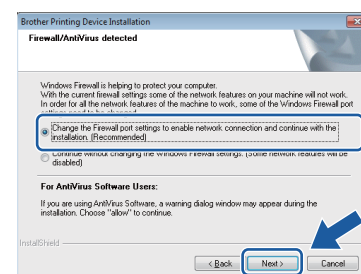 Brother Printing Device Installation
Firewall/AntiVirus detected
Windows Firewall is helping to protect your computer.
With the current firewall settings some of the network features on your machine will not work.
In order for all the network features of the machine to work, some of the Windows Firewall port
settings need to be changed.
Change the Firewall port settings to enable network connection and continue with the
installation. (Recommended)
Continue without changing the Windows Firewall settings. (Some network features will be
disabled)
For AntiVirus Software Users:
If you are using AntiVirus Software, a warning dialog window may appear during the
installation. Choose "allow" to continue.
InstallShield
< Back
Next >
Cancel